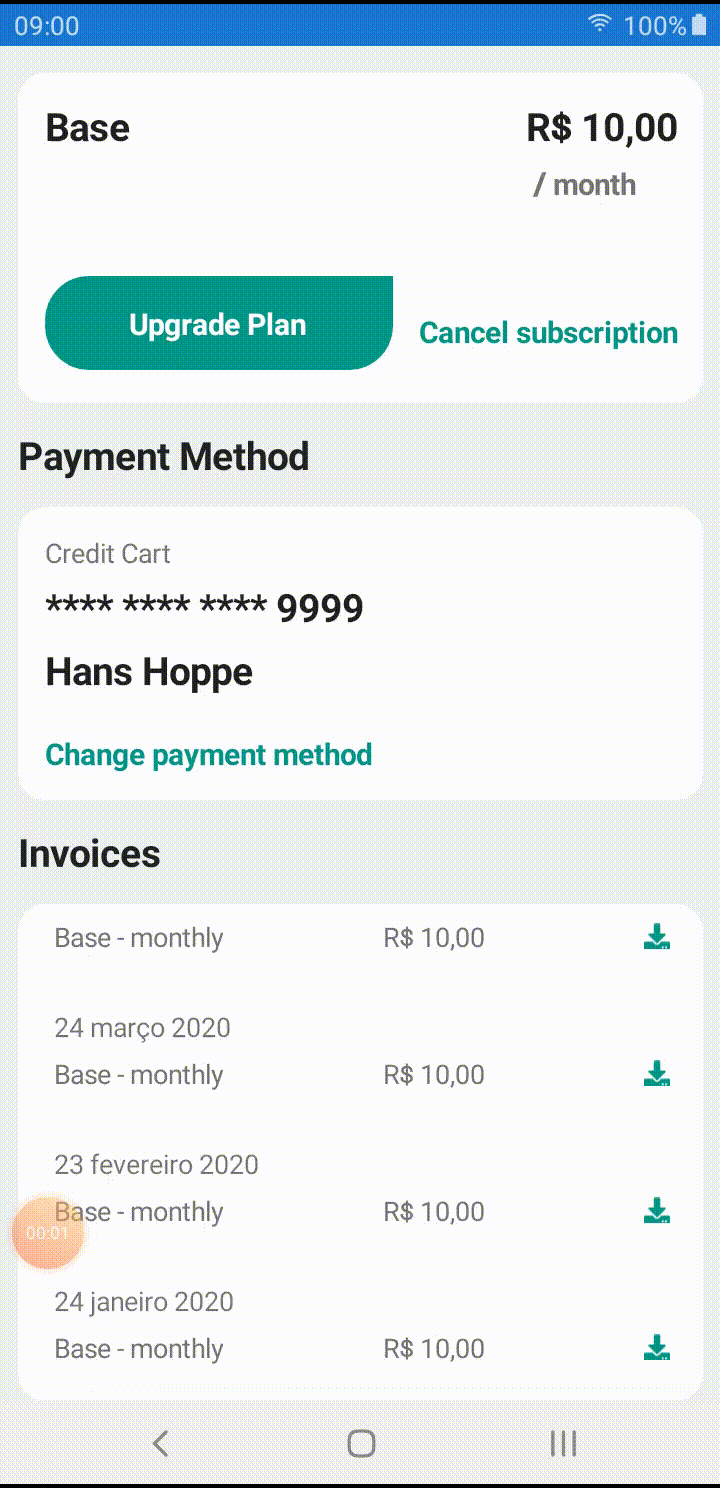 09:00 100%
Base R$ 10,00
/ month
Upgrade Plan Cancel subscription
Payment Method
Credit Cart
**** **** **** 9999
Hans Hoppe
Change payment method
Invoices
Base - monthly R$ 10,00
24 março 2020
Base - monthly R$ 10,00
23 fevereiro 2020
Base - monthly R$ 10,00
00:01
24 janeiro 2020
Base - monthly R$ 10,00